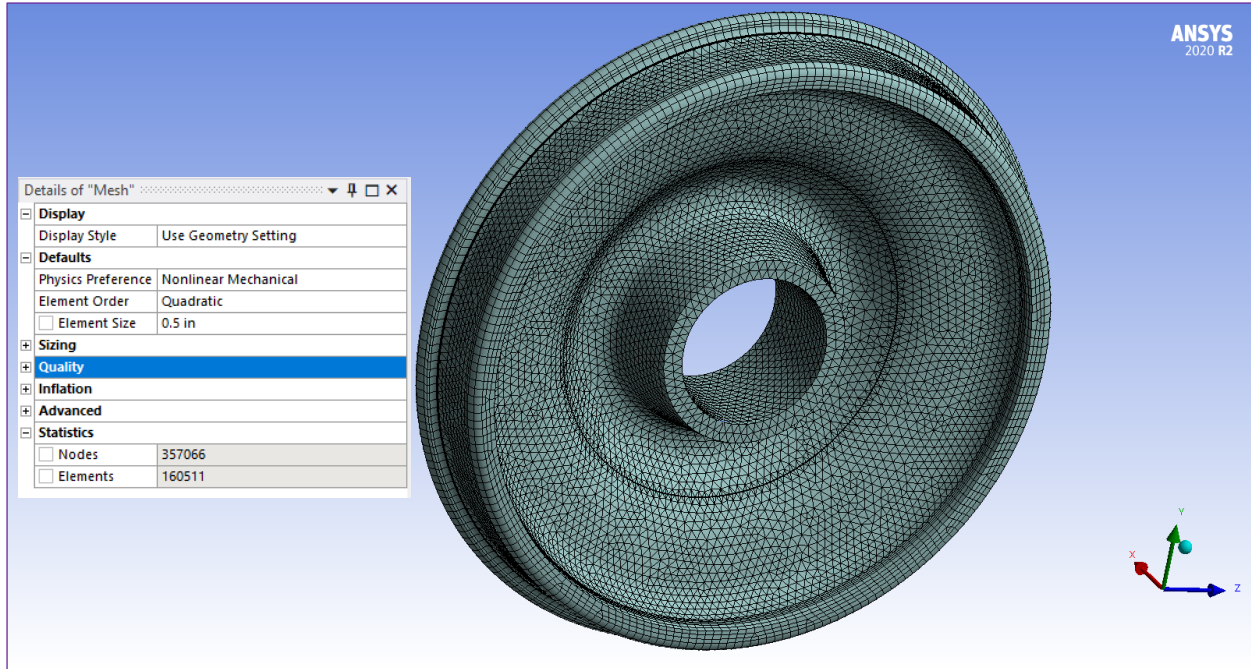 ANSYS
2020 R2
Details of "Mesh"
Display
Display Style Use Geometry Setting
Defaults
Physics Preference Nonlinear Mechanical
Element Order Quadratic
Element Size 0.5 in
Sizing
Quality
Inflation
Advanced
Statistics
Nodes 357066
Elements 160511
Y
X
Z